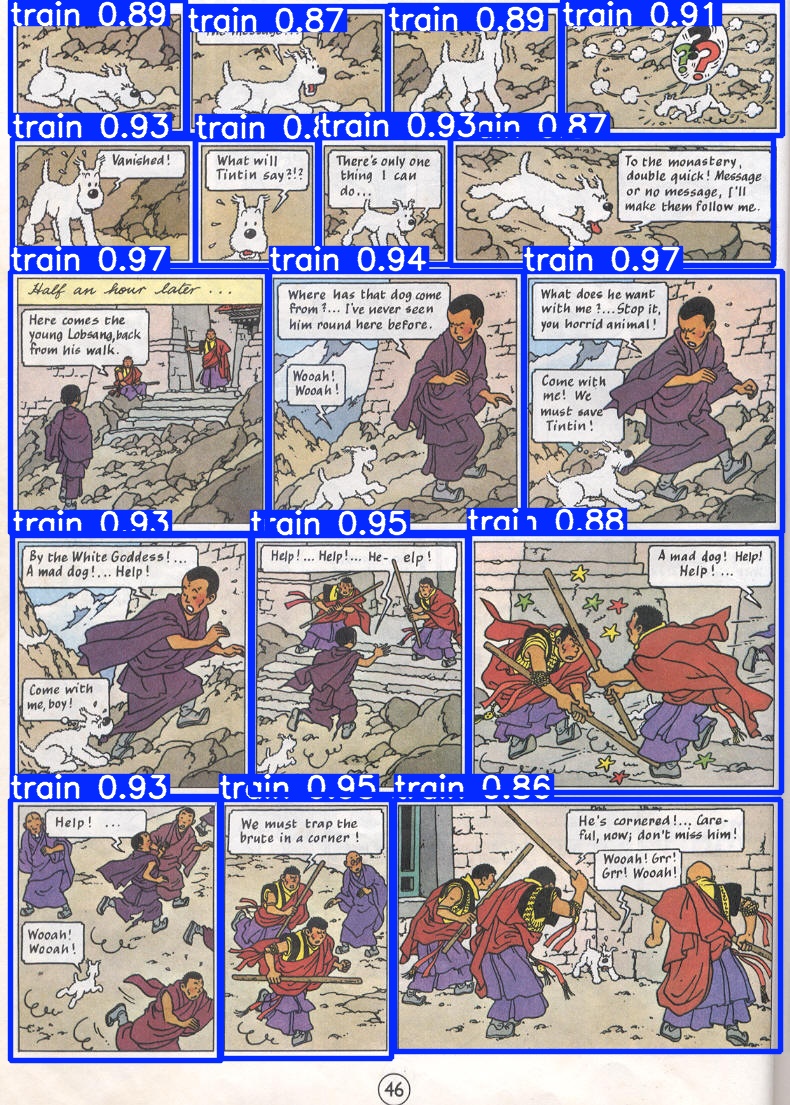 train 0.89
train 0.87
train 0.89
train 0.91
train 0.93
train 0.93
0.87
Vanished!
What will
Tintin say?!?
There's only one
thing I can
do...
To the monastery,
double quick! Message
or no message, I'll
make them follow me.
train 0.97
train 0.94
train 0.97
Half an hour later ...
Here comes the
young Lobsang, back
from his walk.
Where has that dog come
from?... I've never seen
him round here before.
Wooah!
Wooah!
What does he want
with me?...Stop it,
you horrid animal!
Come with
me! We
must save
Tintin!
train 0.93
train 0.95
train 0.88
By the White Goddess!...
A mad dog!... Help!
Come with
me, boy!
Help!... Help!... He- elp!
A mad dog! Help!
Help! ...
train 0.93
train 0.95
train 0.86
Help! ...
Wooah!
Wooah!
We must trap the
brute in a corner!
He's cornered!... Care-
ful, now; don't miss him!
Wooah! Grr!
Grr! Wooah!
46